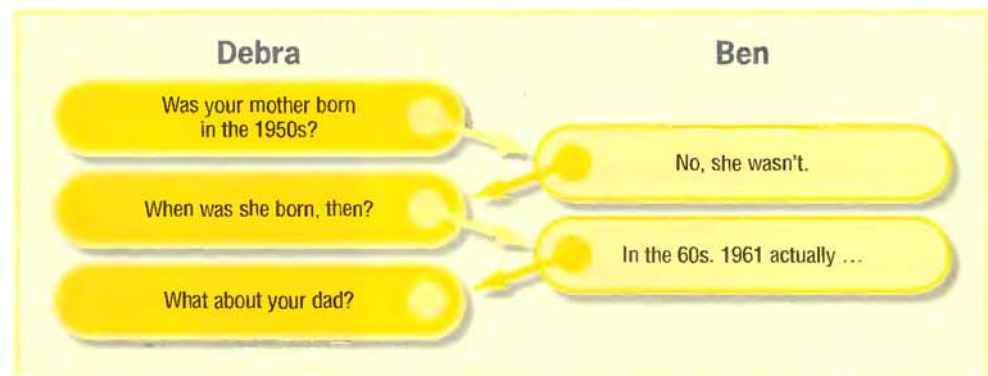 Debra
Ben
Was your mother born
in the 1950s?
No, she wasn't.
When was she born, then?
In the 60s. 1961 actually ...
What about your dad?